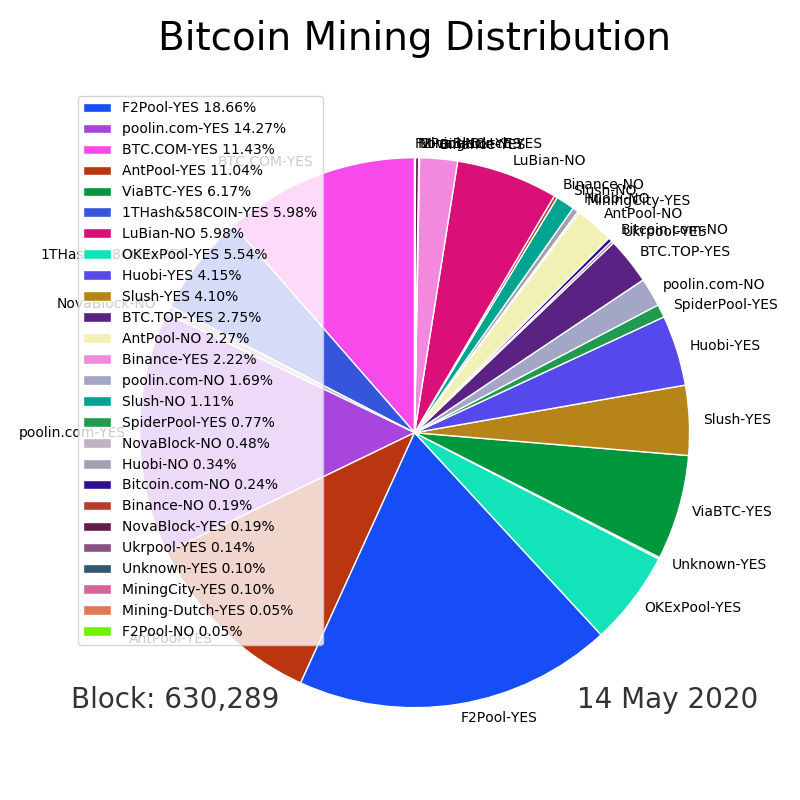 Bitcoin Mining Distribution
F2Pool-YES 18.66%
poolin.com-YES 14.27%
BTC.COM-YES 11.43%
AntPool-YES 11.04%
ViaBTC-YES 6.17%
1THash&58COIN-YES 5.98%
LuBian-NO 5.98%
OKExPool-YES 5.54%
Huobi-YES 4.15%
Slush-YES 4.10%
BTC.TOP-YES 2.75%
AntPool-NO 2.27%
Binance-YES 2.22%
poolin.com-NO 1.69%
Slush-NO 1.11%
SpiderPool-YES 0.77%
NovaBlock-NO 0.48%
Huobi-NO 0.34%
Bitcoin.com-NO 0.24%
Binance-NO 0.19%
NovaBlock-YES 0.19%
Ukrpool-YES 0.14%
Unknown-YES 0.10%
MiningCity-YES 0.10%
Mining-Dutch-YES 0.05%
F2Pool-NO 0.05%
BTC.COM-YES
NovaBlock-NO
poolin.com-YES
AntPool-YES
LuBian-NO
Binance-NO
Slush-NO
Huobi-NO
MiningCity-YES
AntPool-NO
Bitcoin.com-NO
Ukrpool-YES
BTC.TOP-YES
poolin.com-NO
SpiderPool-YES
Huobi-YES
Slush-YES
ViaBTC-YES
Unknown-YES
OKExPool-YES
F2Pool-YES
Block: 630,289
14 May 2020